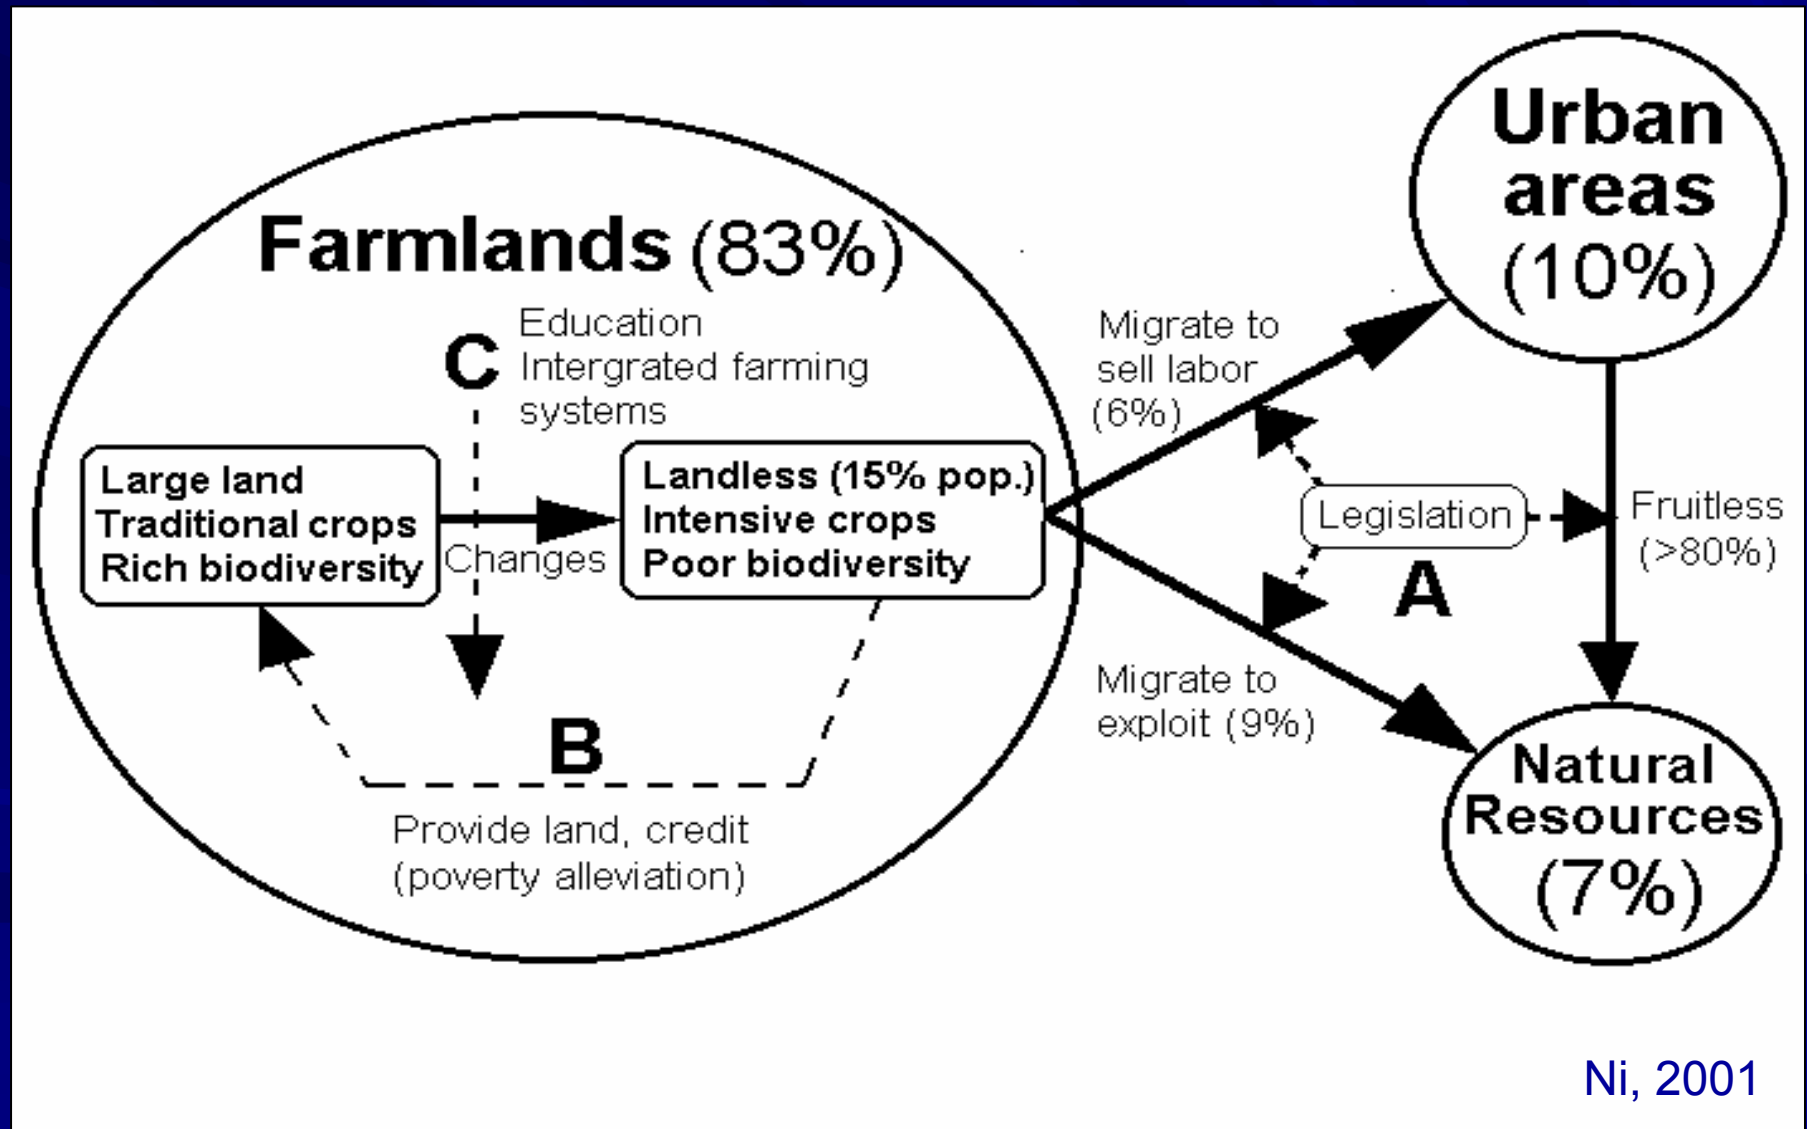 Farmlands (83%)
C
Education
Intergrated farming
systems
Large land
Traditional crops
Rich biodiversity
Changes
Landless (15% pop.)
Intensive crops
Poor biodiversity
B
Provide land, credit
(poverty alleviation)
Migrate to
sell labor
(6%)
Urban
areas
(10%)
Legislation
A
Fruitless
(>80%)
Migrate to
exploit (9%)
Natural
Resources
(7%)
Ni, 2001